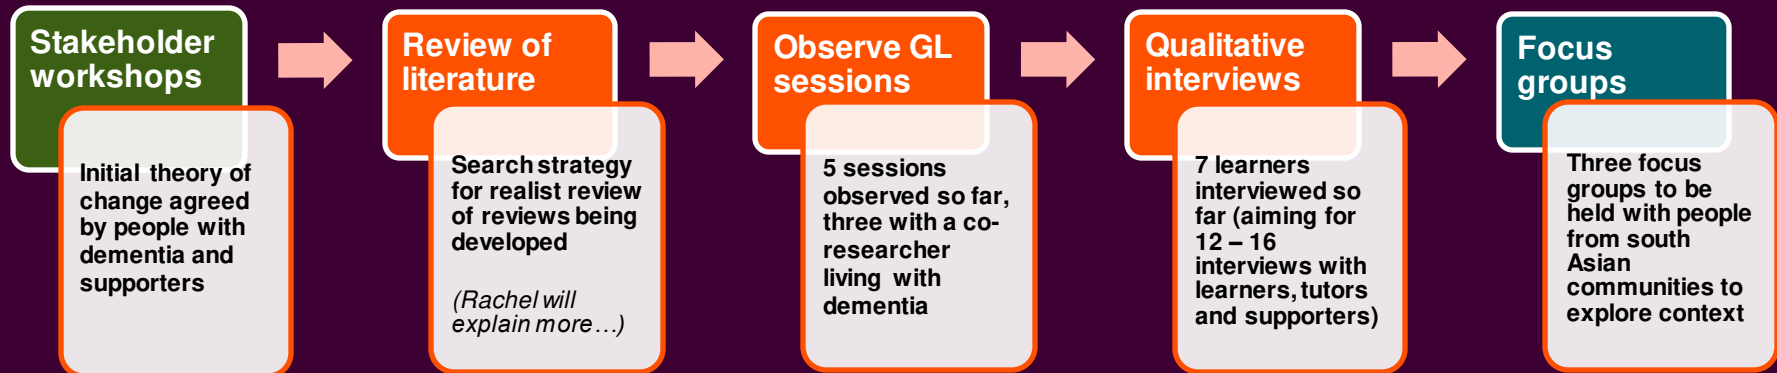 Stakeholder
workshops
Initial theory of
change agreed
by people with
dementia and
supporters
Review of
literature
Search strategy
for realist review
of reviews being
developed
(Rachel will
explain more…)
Observe GL
sessions
5 sessions
observed so far,
three with a co-
researcher
living with
dementia
Qualitative
interviews
7 learners
interviewed so
far (aiming for
12 – 16
interviews with
learners, tutors
and supporters)
Focus
groups
Three focus
groups to be
held with people
from south
Asian
communities to
explore context